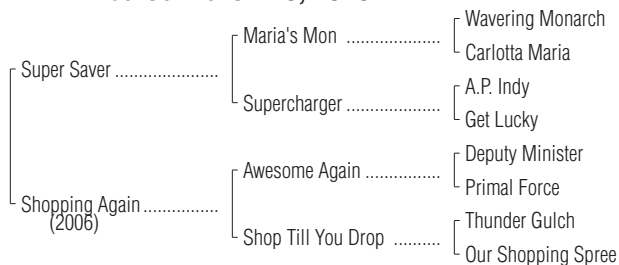 Wavering Monarch
Maria's Mon ...................
Carlotta Maria
Super Saver .....................
A.P. Indy
Supercharger ...................
Get Lucky
Deputy Minister
Awesome Again ...............
Primal Force
Shopping Again ...............
(2006)
Thunder Gulch
Shop Till You Drop ..........
Our Shopping Spree